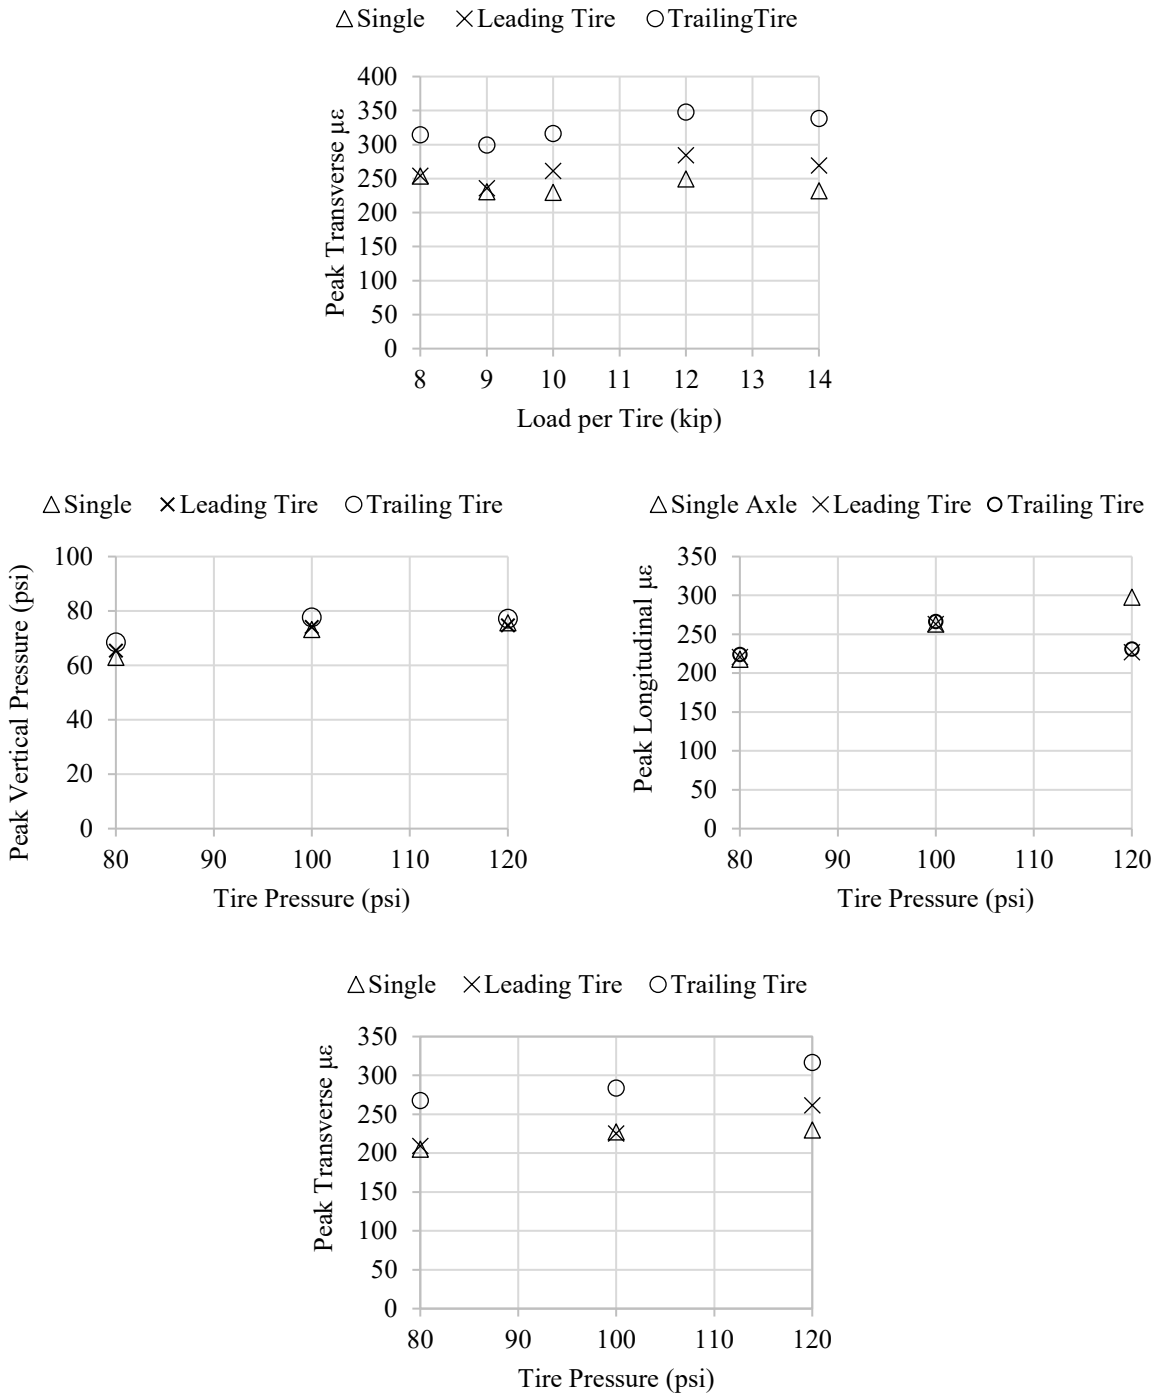 Single Leading Tire TrailingTire
400
350
300
250
200
150
100
50
0
Peak Transverse με
8 9 10 11 12 13 14
Load per Tire (kip)
Single Leading Tire Trailing Tire
100
80
60
40
20
0
Peak Vertical Pressure (psi)
80 90 100 110 120
Tire Pressure (psi)
Single Axle Leading Tire Trailing Tire
350
300
250
200
150
100
50
0
Peak Longitudinal με
80 90 100 110 120
Tire Pressure (psi)
Single Leading Tire Trailing Tire
350
300
250
200
150
100
50
0
Peak Transverse με
80 90 100 110 120
Tire Pressure (psi)